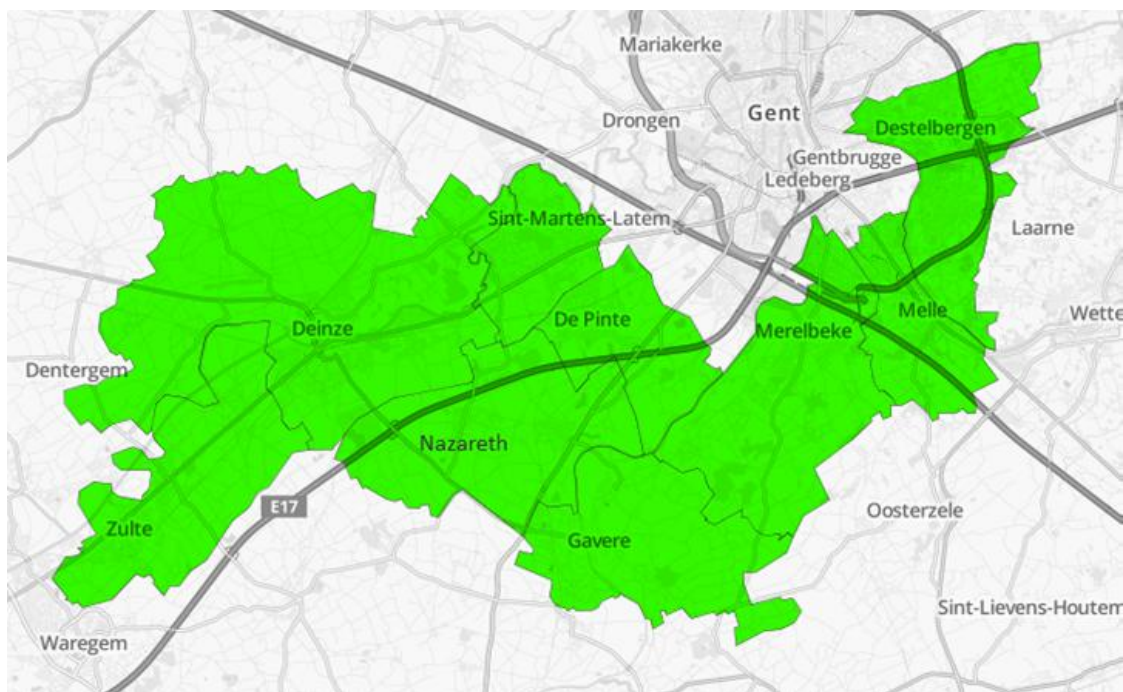 Mariakerke
Gent
Drongen
Destelbergen
Gentbrugge
Ledeberg
Sint-Martens-Latem
Laarne
Deinze
De Pinte
Merelbeke
Melle
Wette
Dentergem
Nazareth
E17
Zulte
Gavere
Oosterzele
Sint-Lievens-Houtem
Waregem